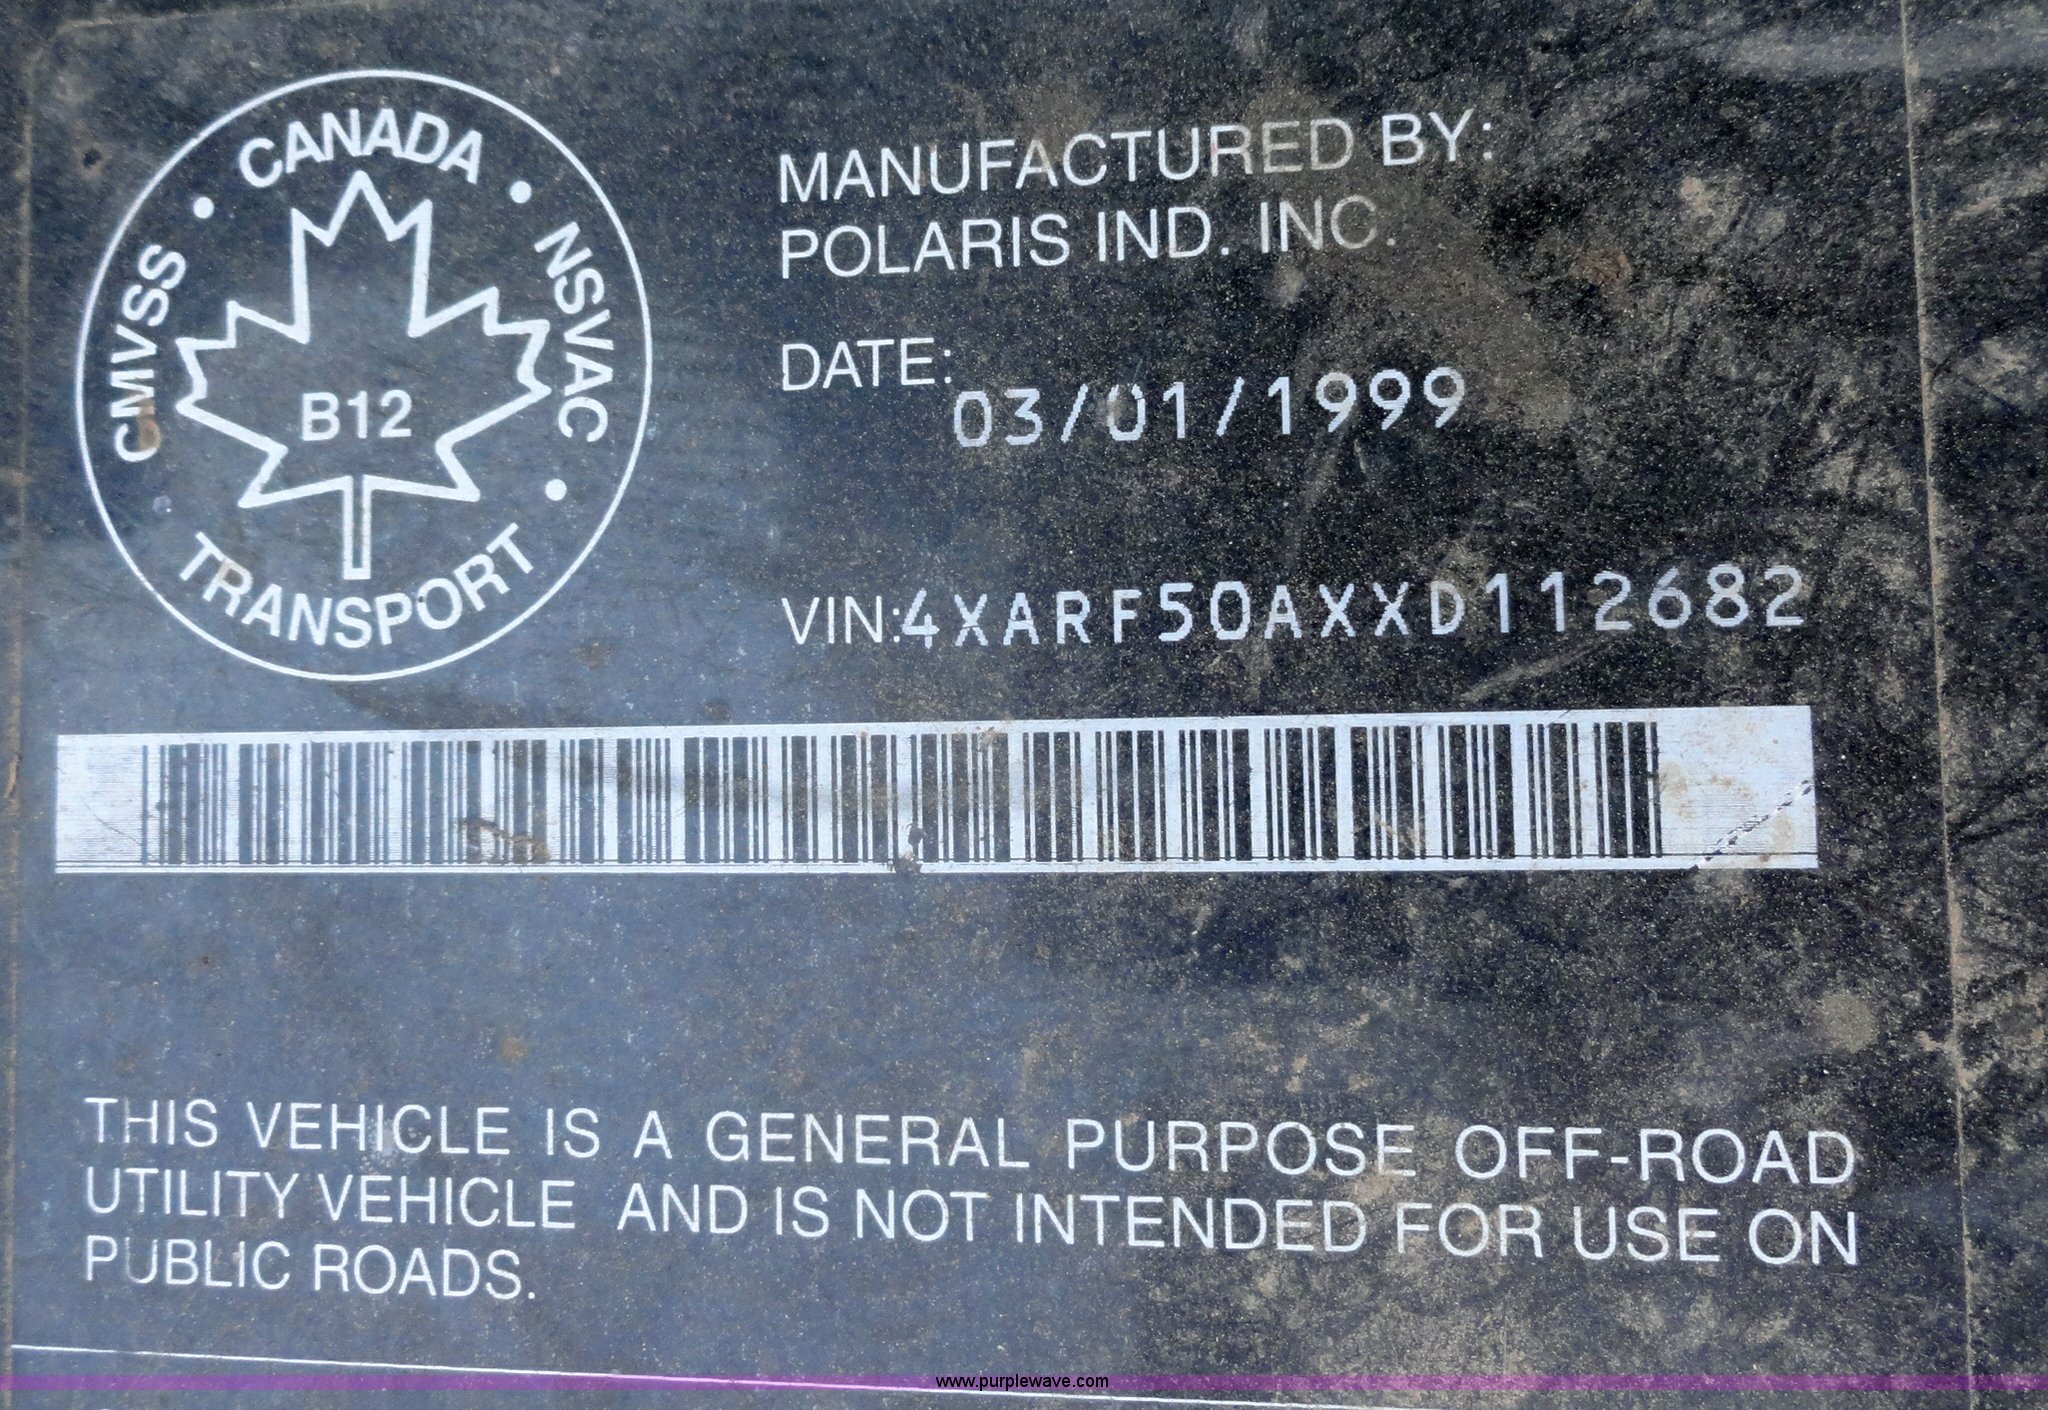 CANADA
CMVSS
NSVAC
B12
TRANSPORT
MANUFACTURED BY:
POLARIS IND. INC.
DATE:
03/01/1999
VIN:4XARF50AXXD112682
THIS VEHICLE IS A GENERAL PURPOSE OFF-ROAD
UTILITY VEHICLE AND IS NOT INTENDED FOR USE ON
PUBLIC ROADS.
www.purplewave.com